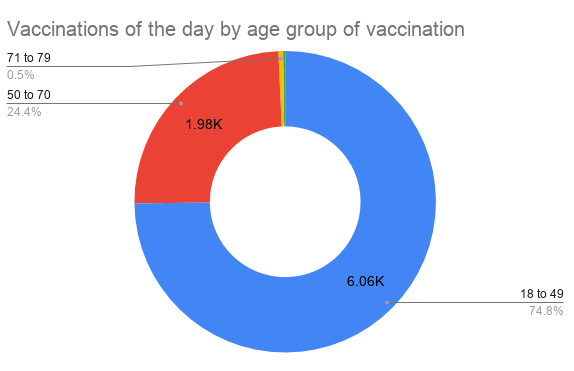 Vaccinations of the day by age group of vaccination
71 to 79
0.5%
50 to 70
24.4%
1.98K
6.06K
18 to 49
74.8%